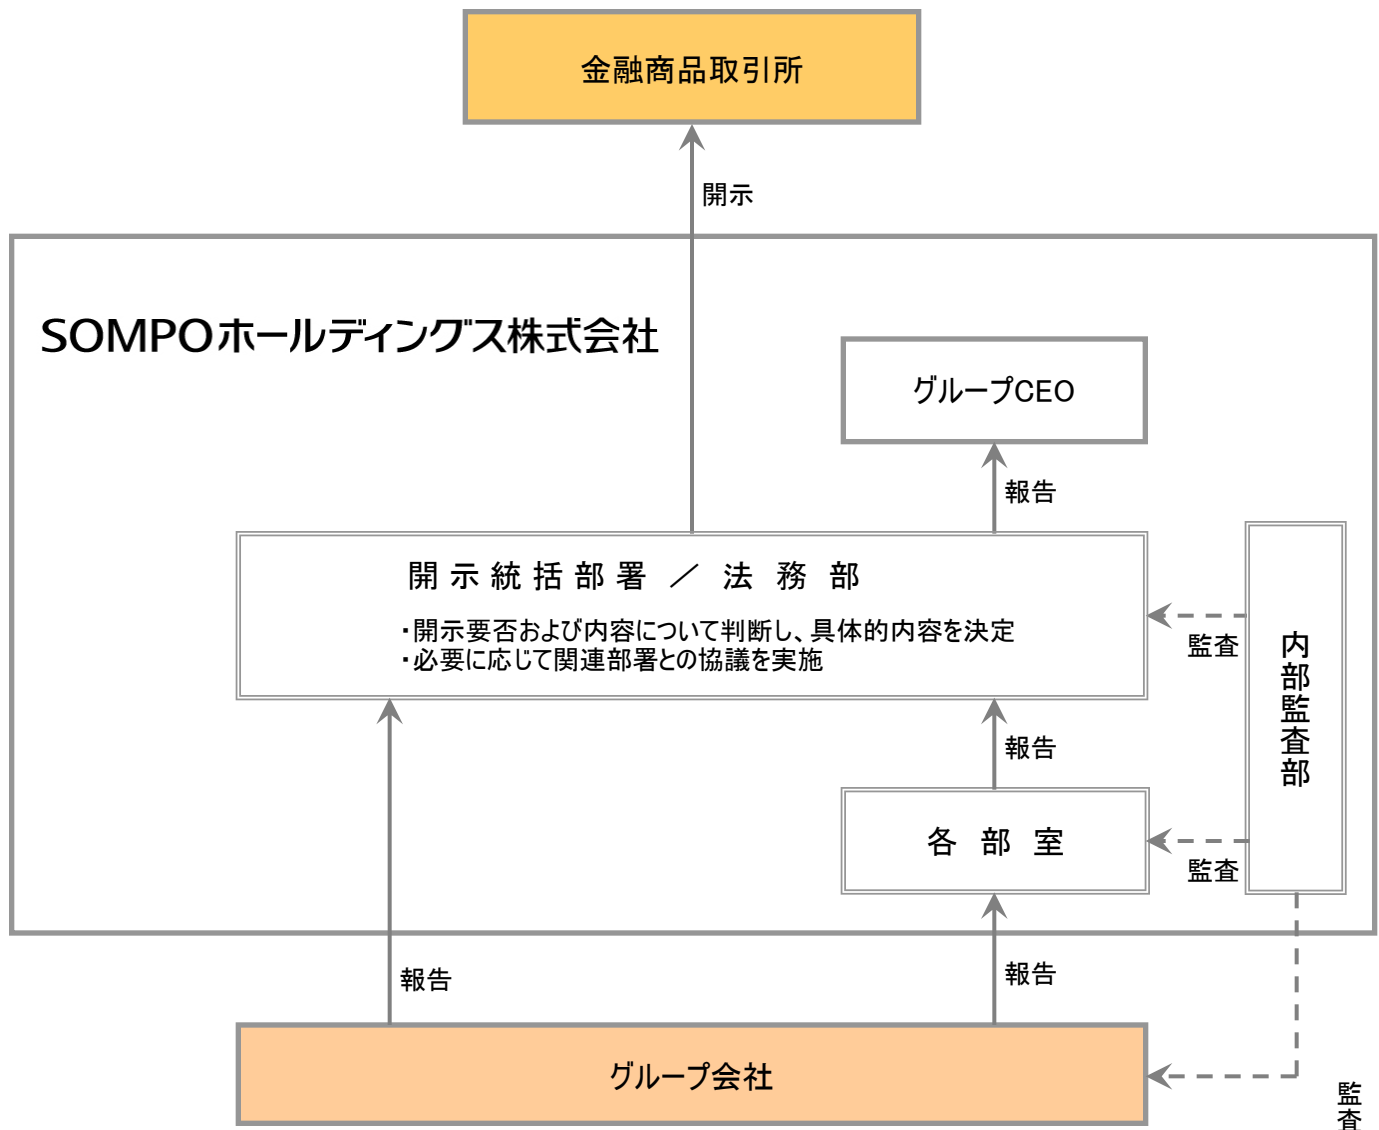 金融商品取引所
開示
SOMPOホールディングス株式会社
グループCEO
報告
開示統括部署 ／ 法務部
・開示要否および内容について判断し、具体的内容を決定
・必要に応じて関連部署との協議を実施
監査
内部監査部
報告
各部室
監査
報告
報告
グループ会社
監査